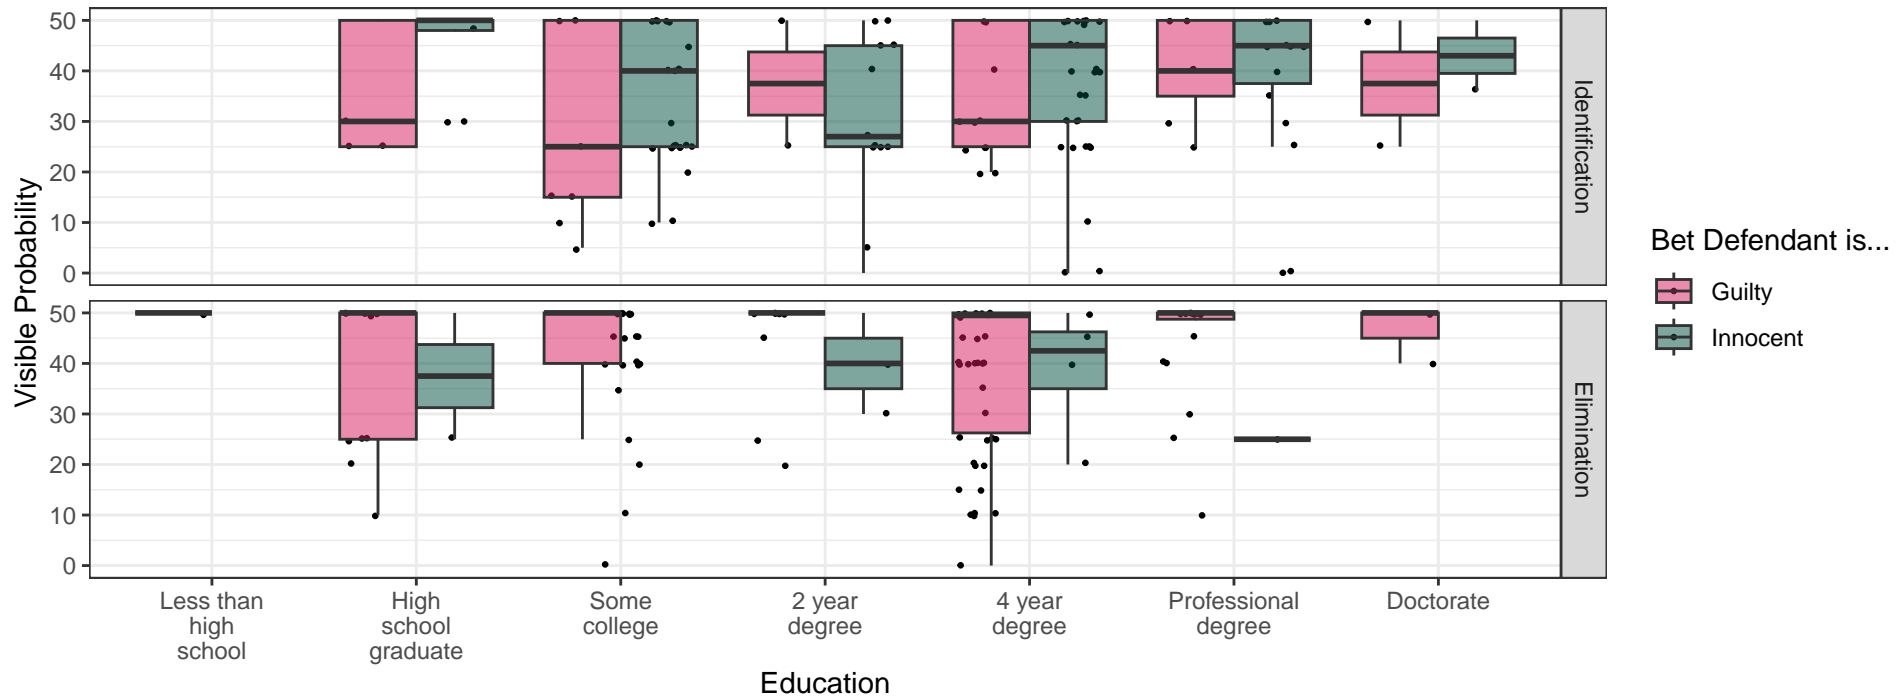 50
40
30
20
10
0
Identification
50
40
30
20
10
0
Elimination
Visible Probability
Less than
high
school
High
school
graduate
Some
college
2 year
degree
4 year
degree
Professional
degree
Doctorate
Education
Bet Defendant is...
Guilty
Innocent